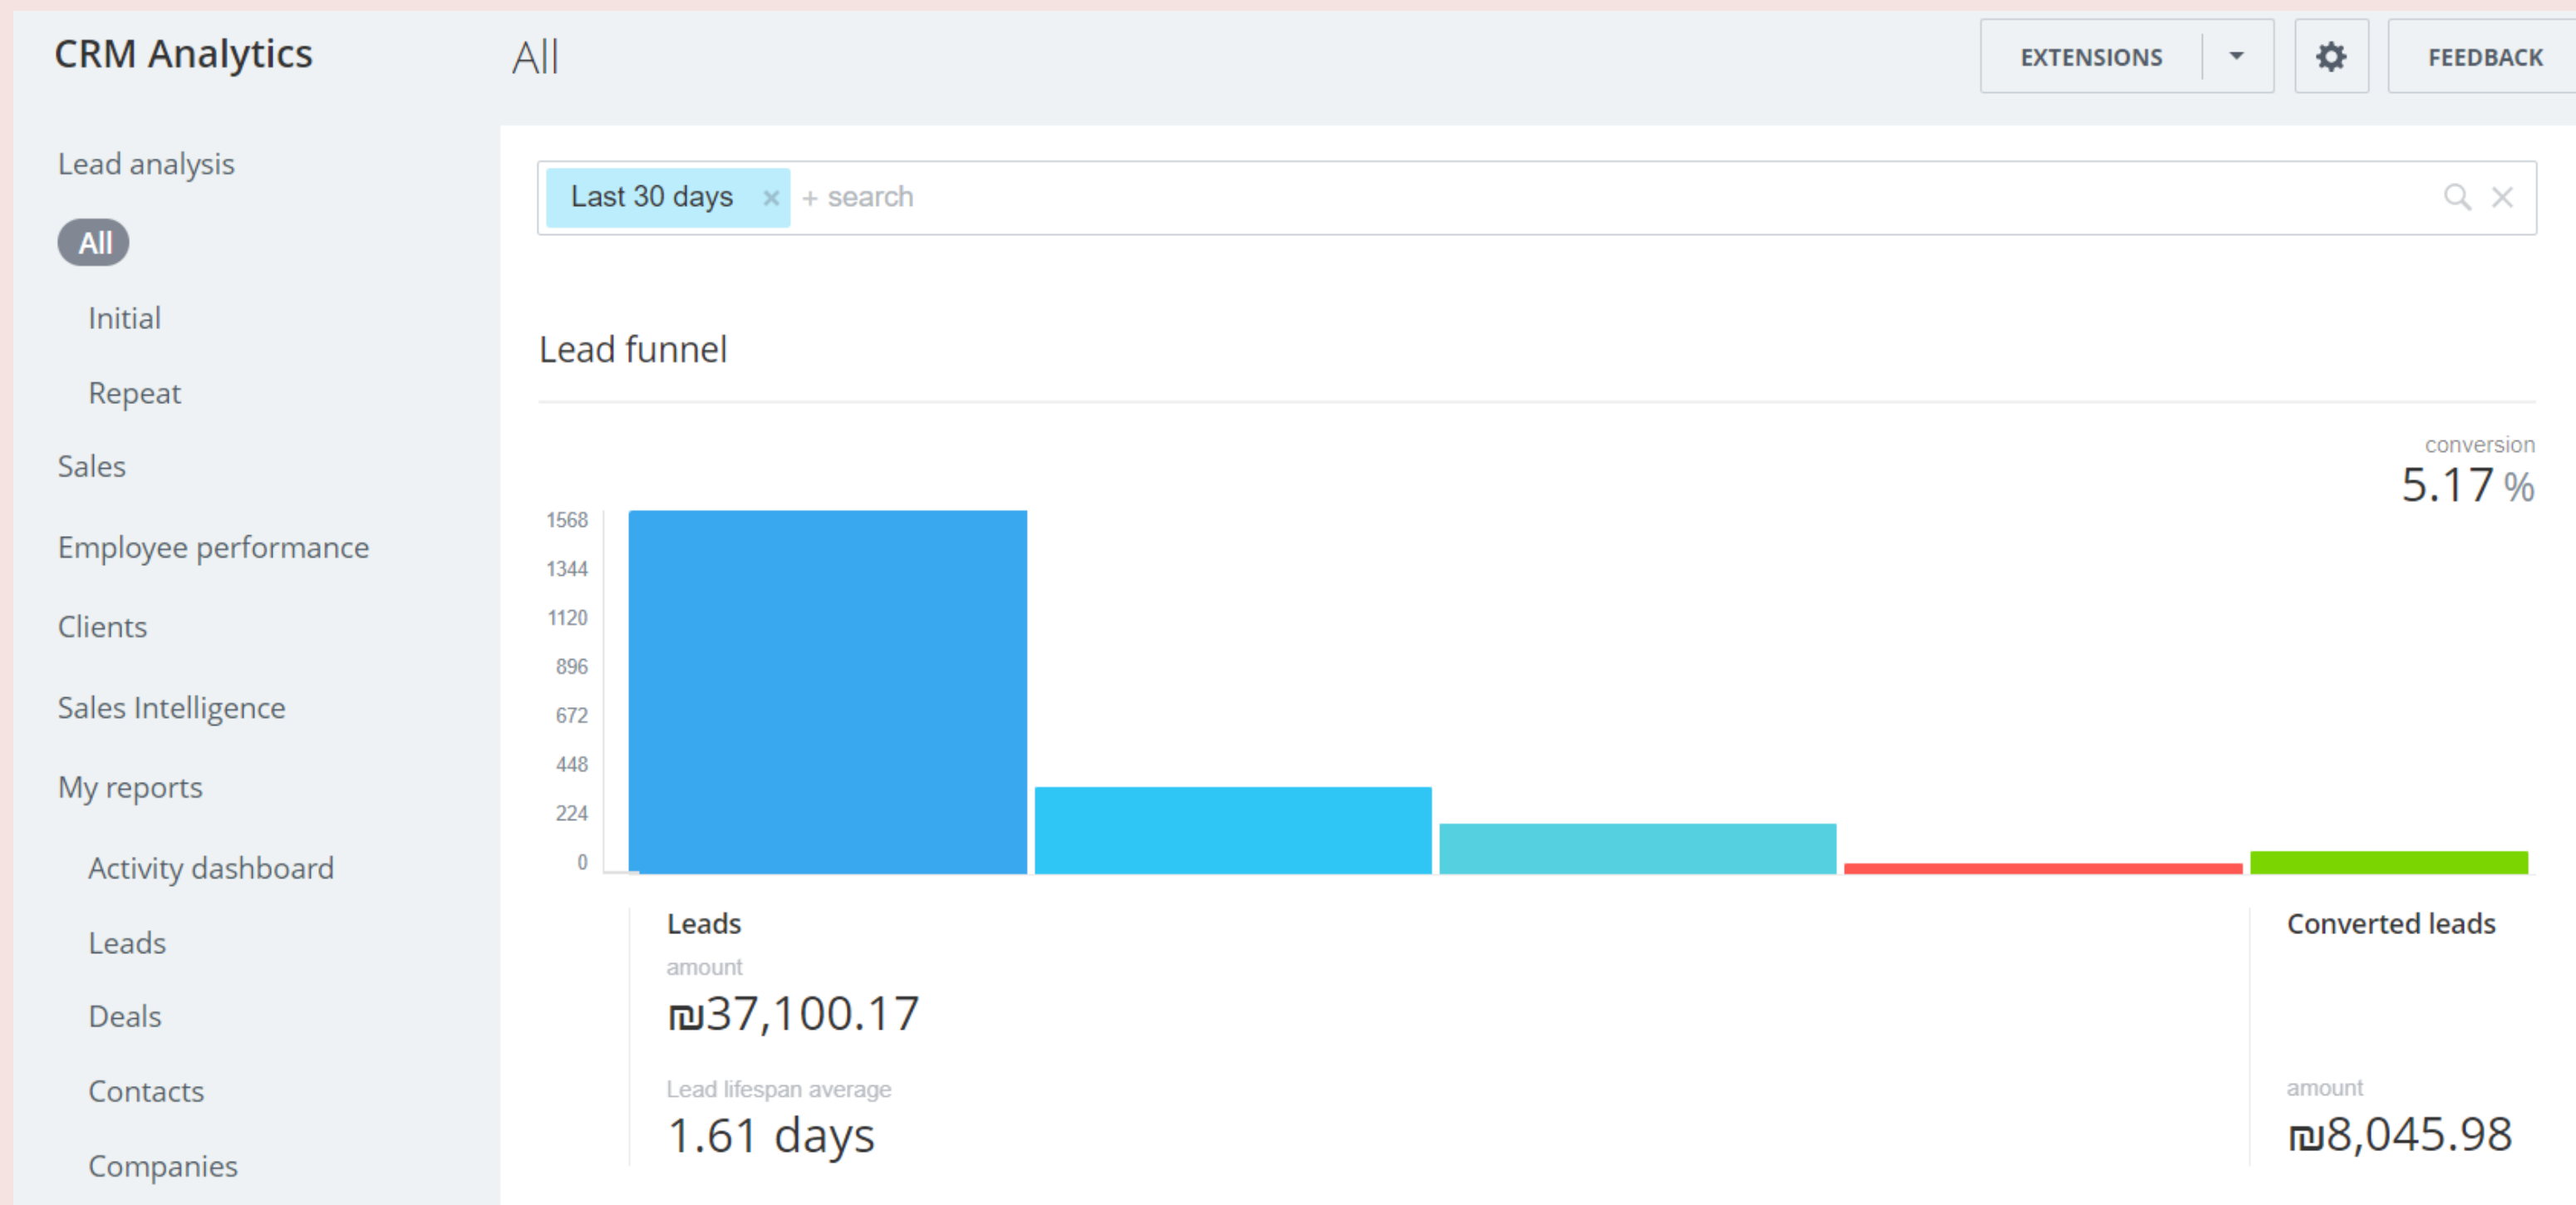 CRM Analytics
All
EXTENSIONS
FEEDBACK
Lead analysis
All
Initial
Repeat
Sales
Employee performance
Clients
Sales Intelligence
My reports
Activity dashboard
Leads
Deals
Contacts
Companies
Last 30 days × + search
Lead funnel
conversion
5.17 %
1568
1344
1120
896
672
448
224
0
Leads
amount
₪37,100.17
Lead lifespan average
1.61 days
Converted leads
amount
₪8,045.98